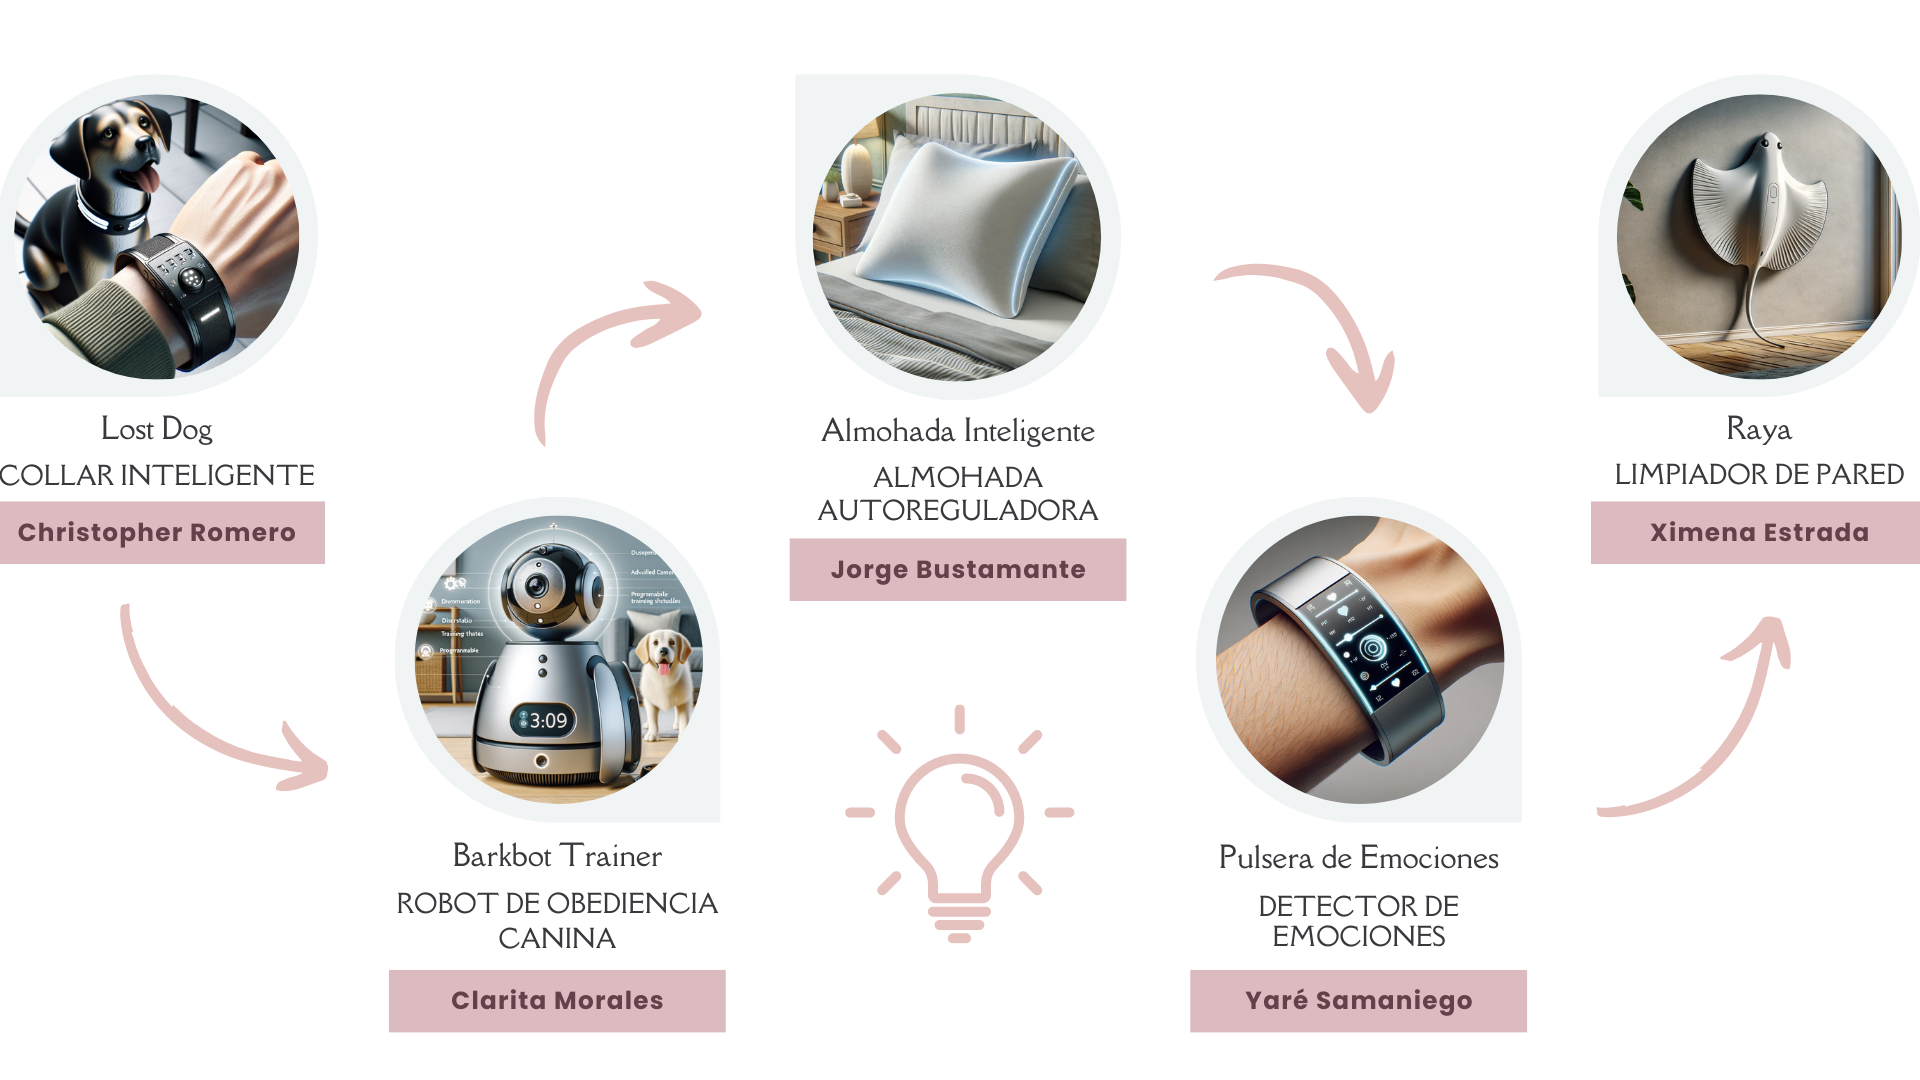 Lost Dog
COLLAR INTELIGENTE
Christopher Romero
3:09
Programmable
Barkbot Trainer
ROBOT DE OBEDIENCIA
CANINA
Clarita Morales
Almohada Inteligente
ALMOHADA
AUTOREGULADORA
Jorge Bustamante
Pulsera de Emociones
DETECTOR DE
EMOCIONES
Yaré Samaniego
Raya
LIMPIADOR DE PARED
Ximena Estrada